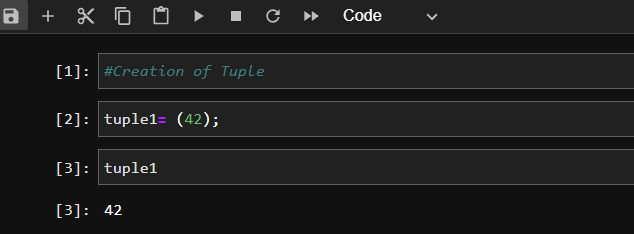 Code
[1]: #Creation of Tuple
[2]: tuple1= (42);
[3]: tuple1
[3]: 42